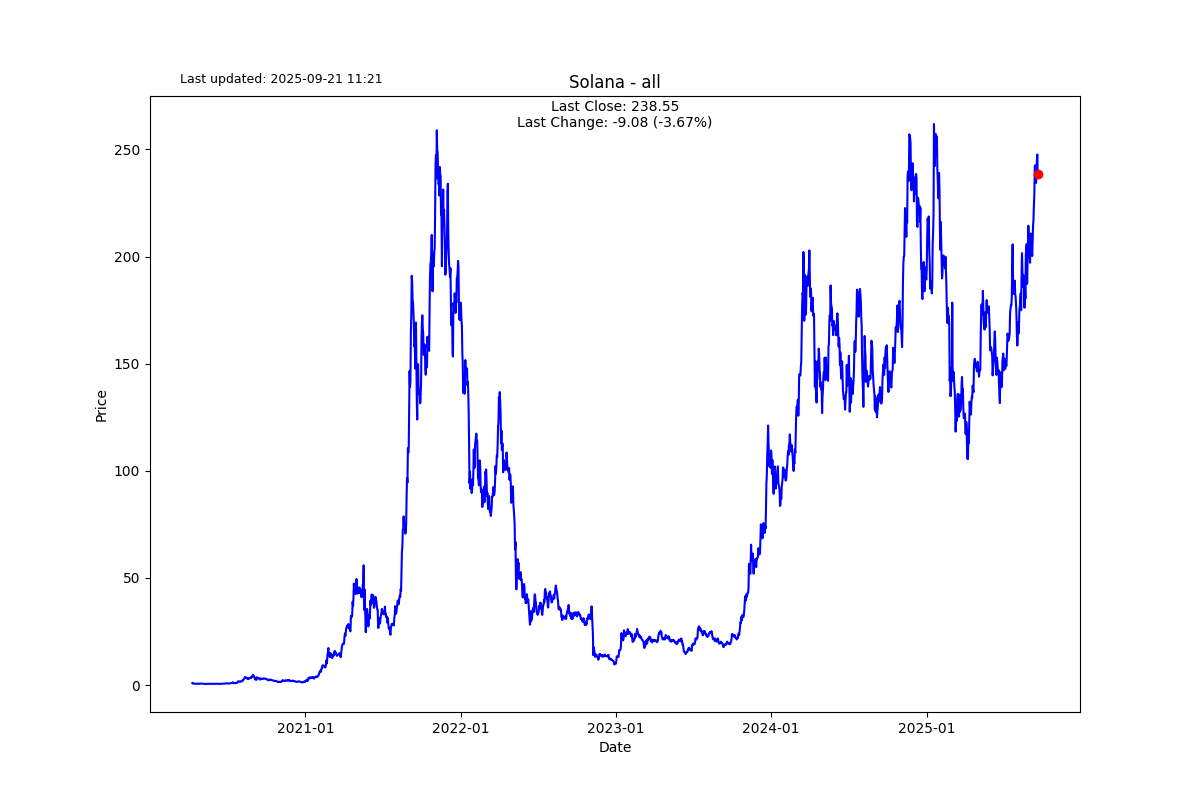 Last updated: 2025-09-21 11:21
Solana - all
Last Close: 238.55
Last Change: -9.08 (-3.67%)
250
200
150
100
50
0
Price
2021-01
2022-01
2023-01
2024-01
2025-01
Date